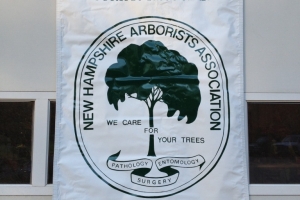 NEW HAMPSHIRE ARBORISTS ASSOCIATION
WE CARE
FOR
YOUR TREES
PATHOLOGY
ENTOMOLOGY
SURGERY